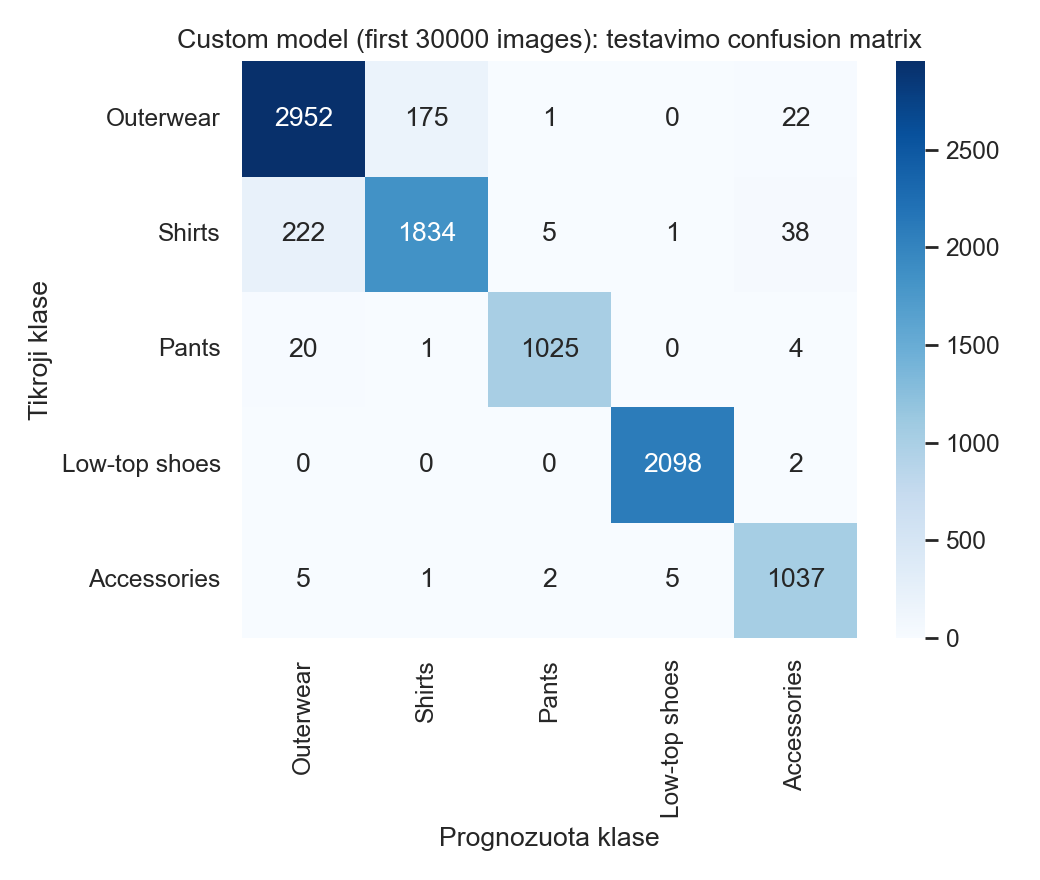 Custom model (first 30000 images): testavimo confusion matrix
Outerwear 2952 175 1 0 22
Shirts 222 1834 5 1 38
Pants 20 1 1025 0 4
Low-top shoes 0 0 0 2098 2
Accessories 5 1 2 5 1037
Tikroji klase
Outerwear
Shirts
Pants
Low-top shoes
Accessories
Prognozuota klase
2500
2000
1500
1000
500
0